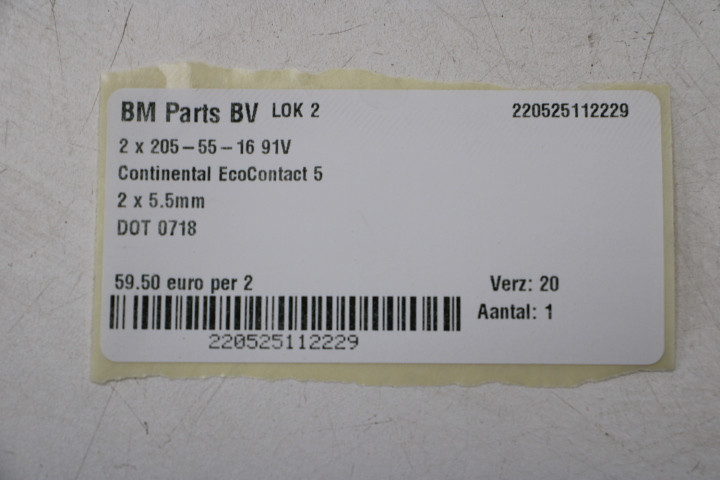 BM Parts BV LOK 2 220525112229
2 x 205-55-16 91V
Continental EcoContact 5
2 x 5.5mm
DOT 0718
59.50 euro per 2 Verz: 20
Aantal: 1
220525112229